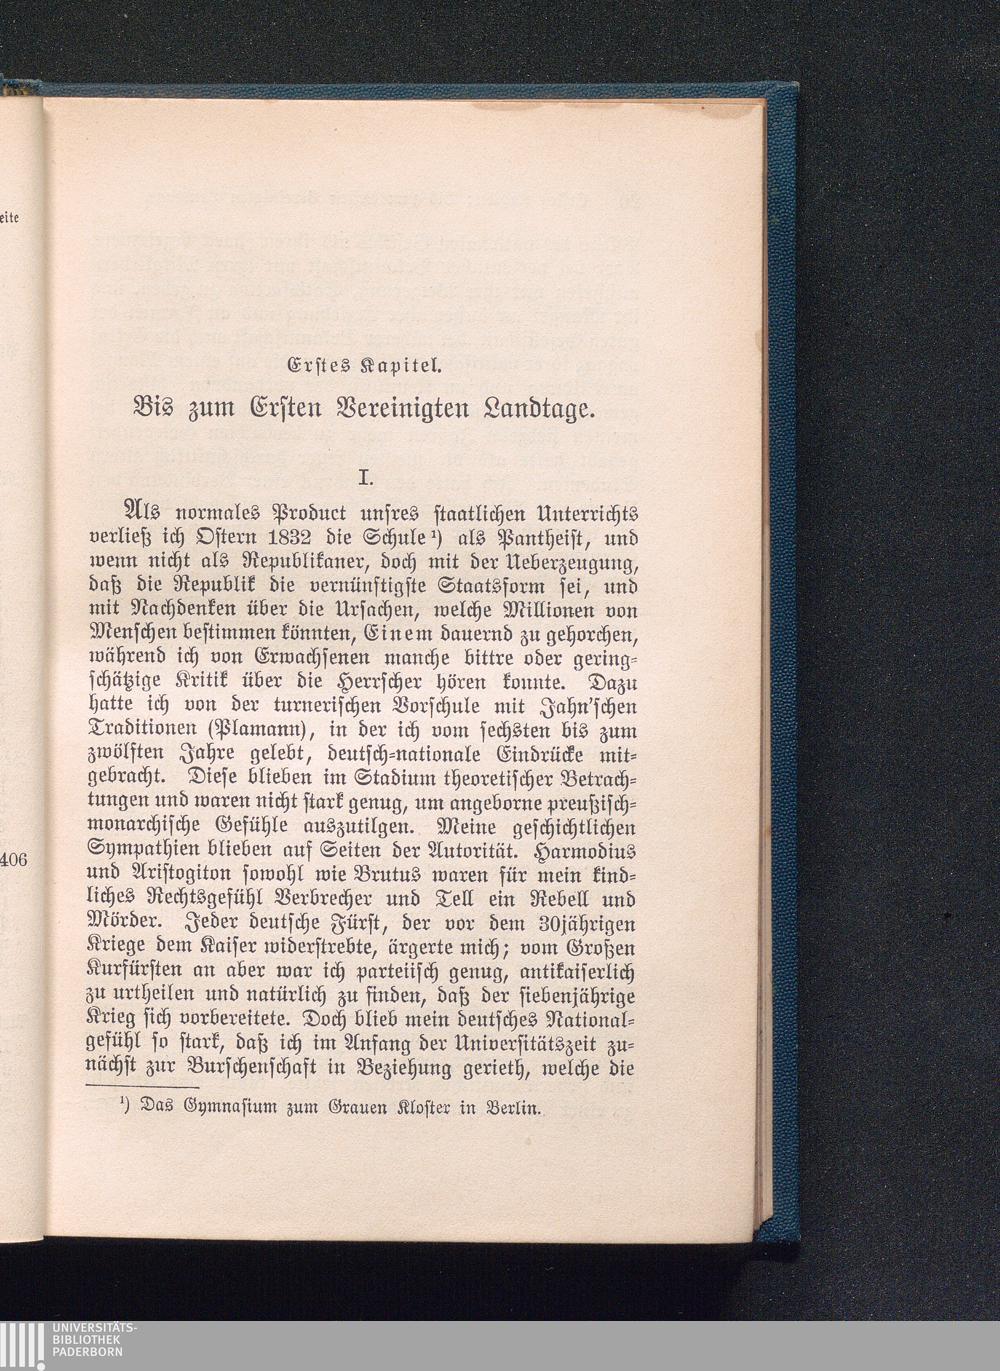 eite
406
Erstes Kapitel.
Bis zum Ersten Vereinigten Landtage.
I.
Als normales Product unsres staatlichen Unterrichts
verließ ich Ostern 1832 die Schule¹) als Pantheist, und
wenn nicht als Republikaner, doch mit der Ueberzeugung,
daß die Republik die vernünftigste Staatsform sei, und
mit Nachdenken über die Ursachen, welche Millionen von
Menschen bestimmen könnten, Einem dauernd zu gehorchen,
während ich von Erwachsenen manche bittre oder gering-
schätzige Kritik über die Herrscher hören konnte. Dazu
hatte ich von der turnerischen Vorschule mit Jahn'schen
Traditionen (Plamann), in der ich vom sechsten bis zum
zwölften Jahre gelebt, deutsch-nationale Eindrücke mit-
gebracht. Diese blieben im Stadium theoretischer Betrach-
tungen und waren nicht stark genug, um angeborne preußisch-
monarchische Gefühle auszutilgen. Meine geschichtlichen
Sympathien blieben auf Seiten der Autorität. Harmodius
und Aristogiton sowohl wie Brutus waren für mein kind-
liches Rechtsgefühl Verbrecher und Tell ein Rebell und
Mörder. Jeder deutsche Fürst, der vor dem 30jährigen
Kriege dem Kaiser widerstrebte, ärgerte mich; vom Großen
Kurfürsten an aber war ich parteiisch genug, antikaiserlich
zu urtheilen und natürlich zu finden, daß der siebenjährige
Krieg sich vorbereitete. Doch blieb mein deutsches National-
gefühl so stark, daß ich im Anfang der Universitätszeit zu-
nächst zur Burschenschaft in Beziehung gerieth, welche die
¹) Das Gymnasium zum Grauen Kloster in Berlin.
UNIVERSITÄTS-
BIBLIOTHEK
PADERBORN